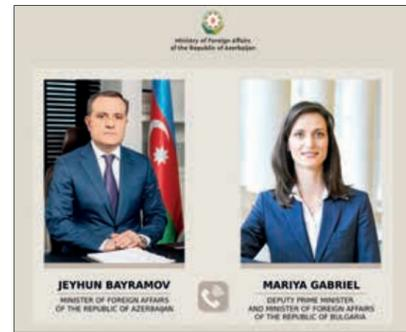 Ministry of Foreign Affairs
of the Republic of Azerbaijan
JEYHUN BAYRAMOV
MINISTER OF FOREIGN AFFAIRS
OF THE REPUBLIC OF AZERBAIJAN
MARIYA GABRIEL
DEPUTY PRIME MINISTER
AND MINISTER OF FOREIGN AFFAIRS
OF THE REPUBLIC OF BULGARIA